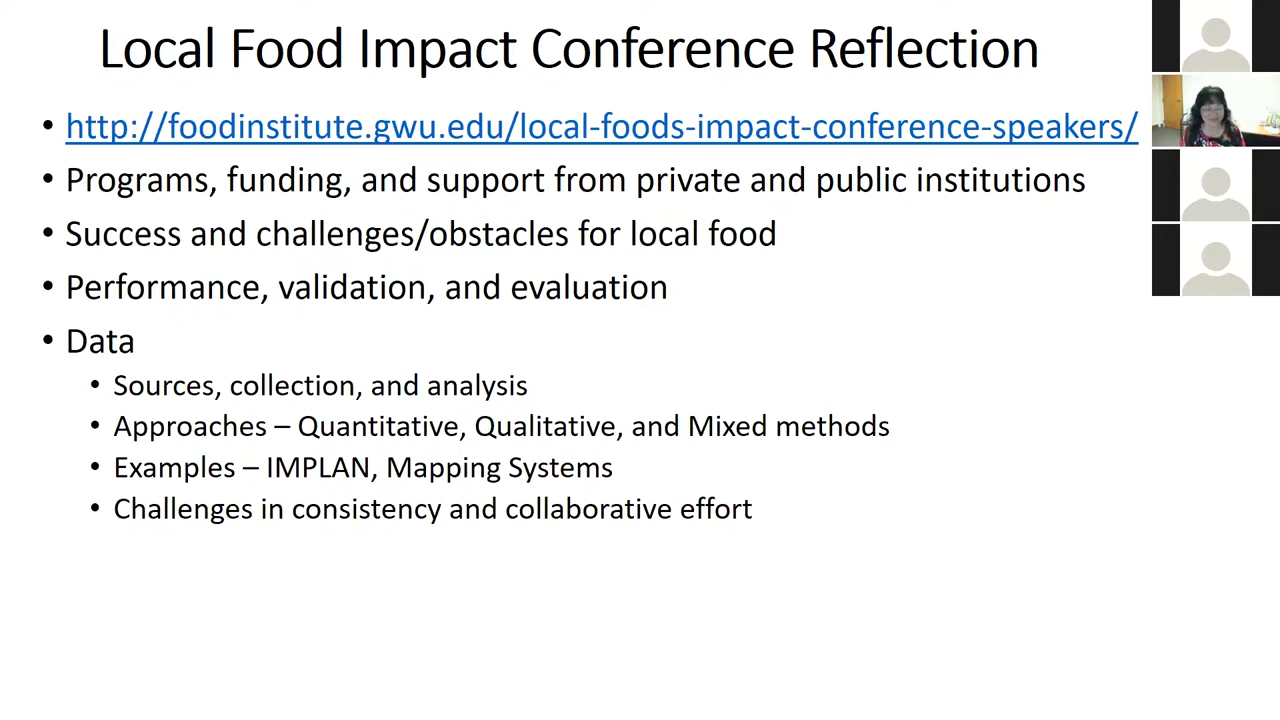 Local Food Impact Conference Reflection
• http://foodinstitute.gwu.edu/local-foods-impact-conference-speakers/
• Programs, funding, and support from private and public institutions
• Success and challenges/obstacles for local food
• Performance, validation, and evaluation
• Data
• Sources, collection, and analysis
• Approaches – Quantitative, Qualitative, and Mixed methods
• Examples – IMPLAN, Mapping Systems
• Challenges in consistency and collaborative effort